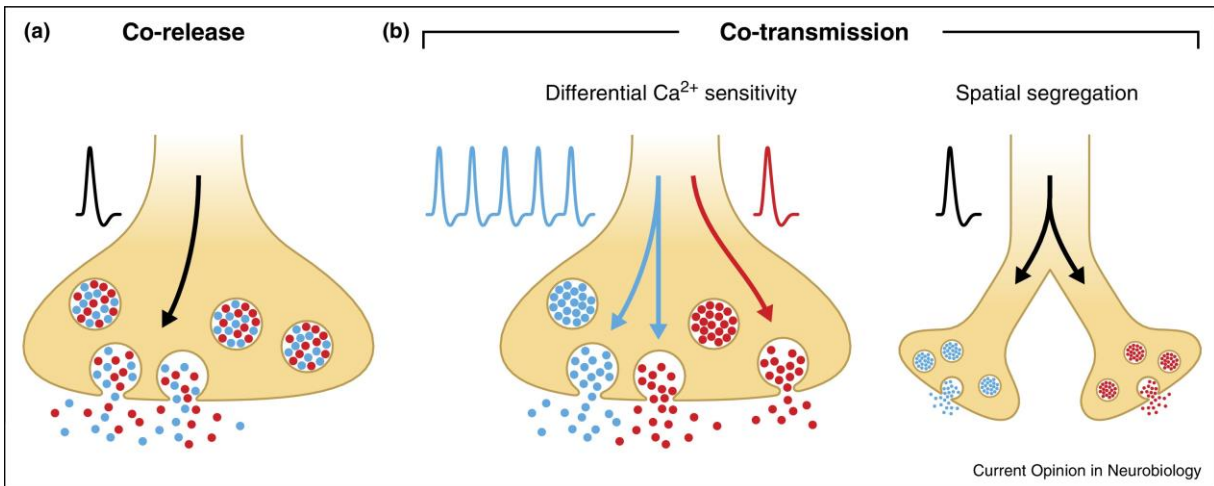 (a) Co-release
(b) Co-transmission
Differential Ca²⁺ sensitivity
Spatial segregation
Current Opinion in Neurobiology